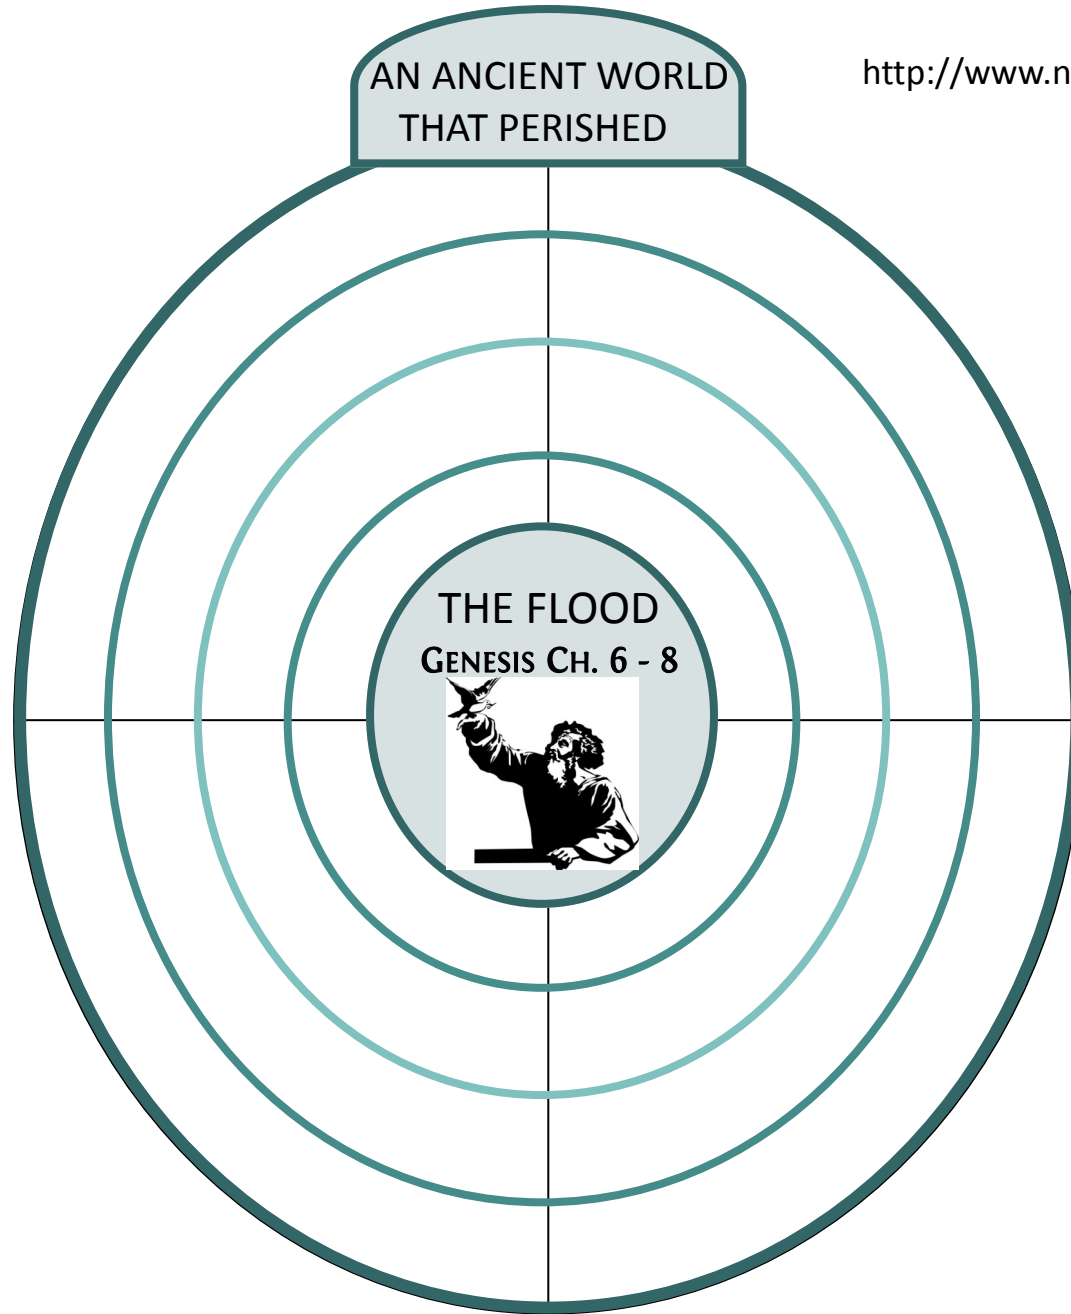 AN ANCIENT WORLD
THAT PERISHED
http://www.n
THE FLOOD
GENESIS CH. 6 - 8